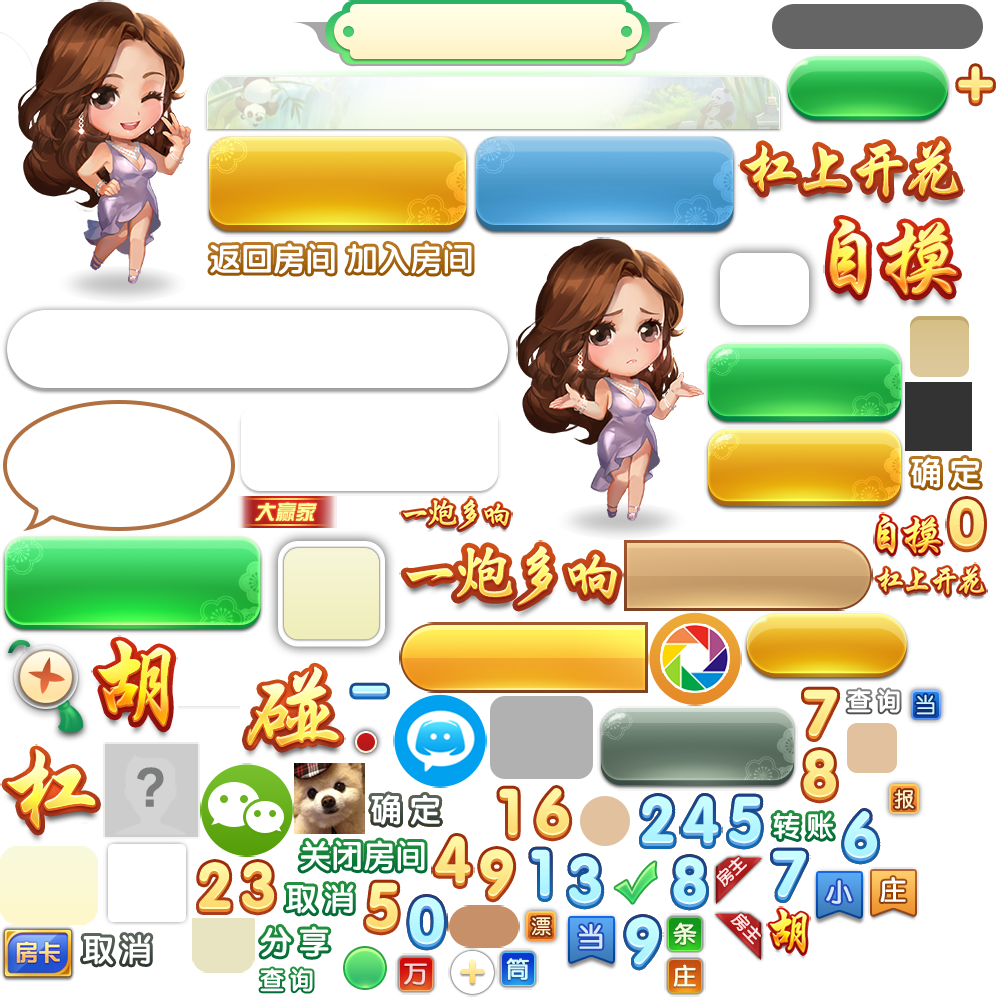 杠上开花
自摸
返回房间 加入房间
确定
大赢家
一炮多响
自摸
0
一炮多响
杠上开花
胡
碰
7
查询
当
杠
?
确定
8
报
16
245
转账
6
关闭房间
49
13
8
房主
7
小
庄
23
取消
5
0
漂
当
9
条
房主
胡
房卡
取消
分享
查询
万
筒
庄